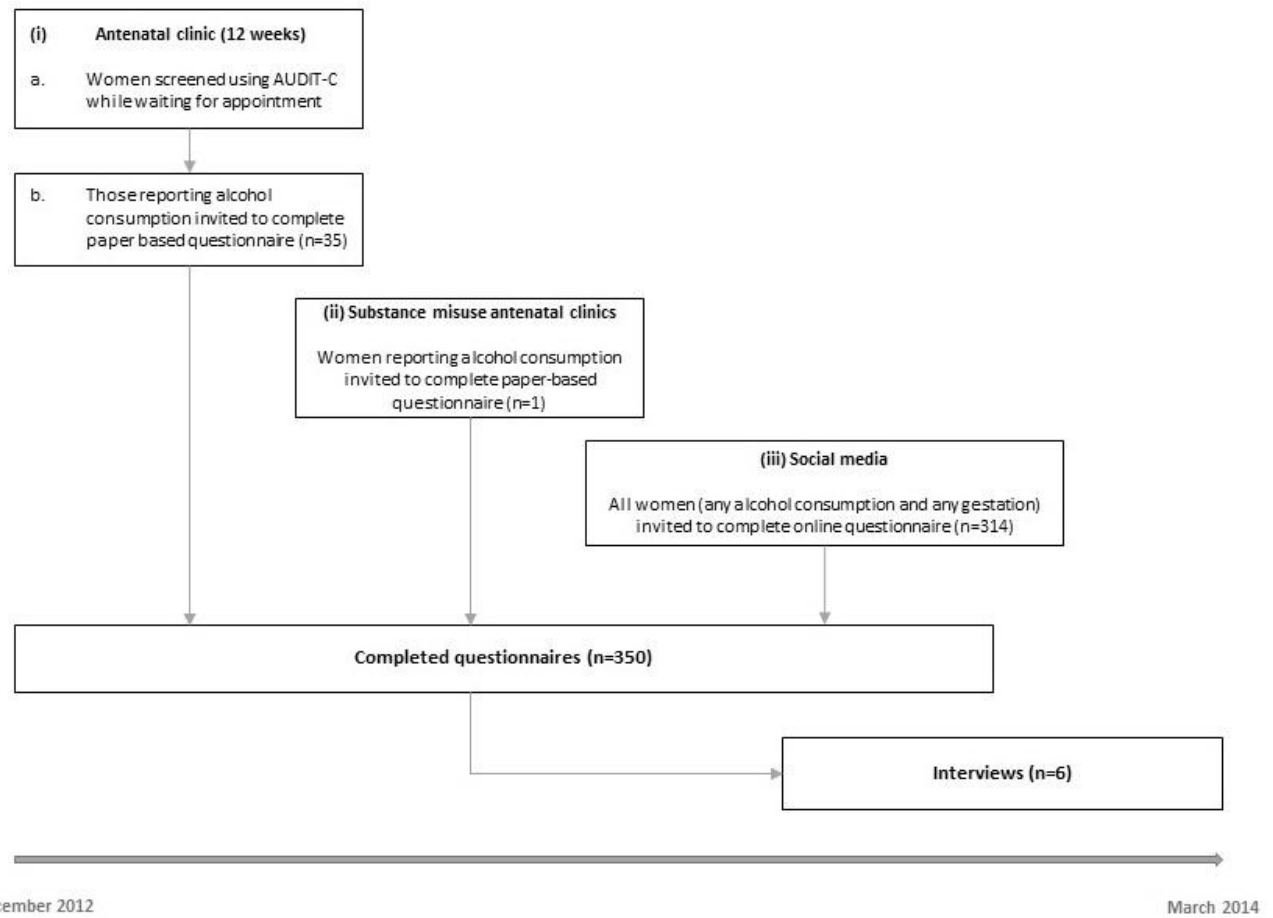 (i) Antenatal clinic (12 weeks)
a. Women screened using AUDIT-C
while waiting for appointment
b. Those reporting alcohol
consumption invited to complete
paper based questionnaire (n=35)
(ii) Substance misuse antenatal clinics
Women reporting alcohol consumption
invited to complete paper-based
questionnaire (n=1)
(iii) Social media
All women (any alcohol consumption and any gestation)
invited to complete online questionnaire (n=314)
Completed questionnaires (n=350)
Interviews (n=6)
cember 2012
March 2014